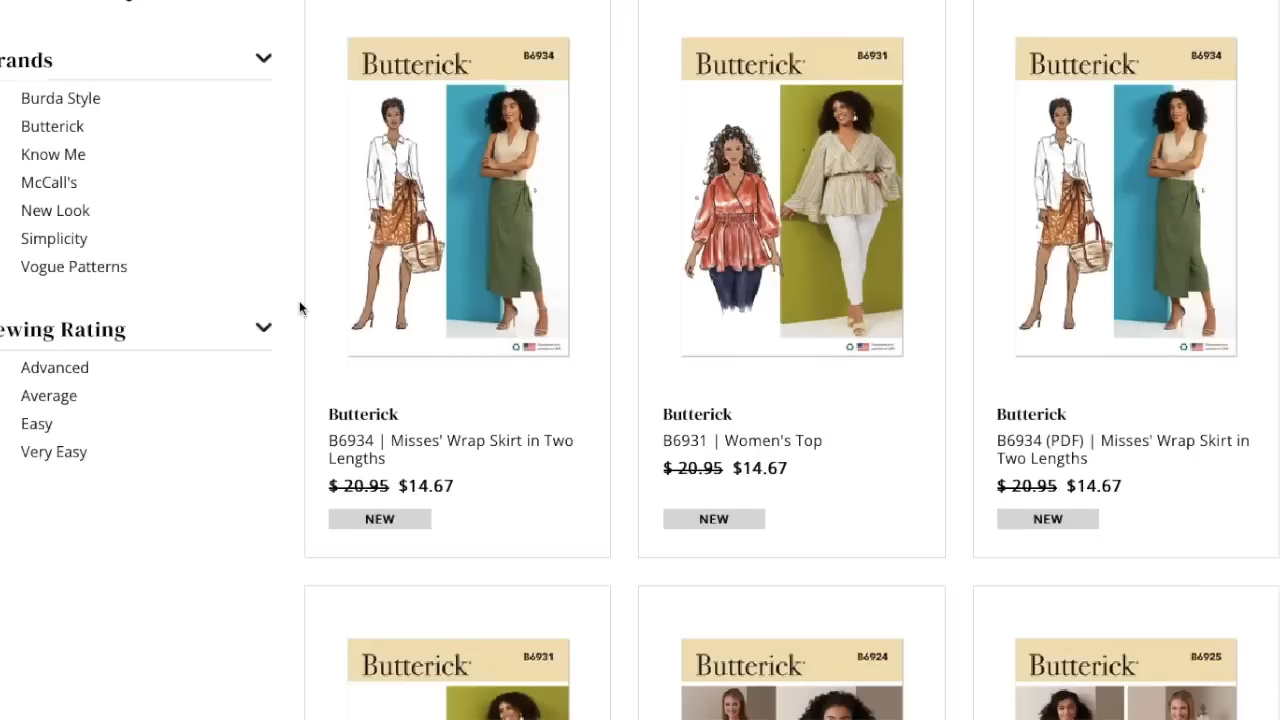 rands
Burda Style
Butterick
Know Me
McCall's
New Look
Simplicity
Vogue Patterns
ewing Rating
Advanced
Average
Easy
Very Easy
Butterick B6934
Butterick
B6934 | Misses' Wrap Skirt in Two
Lengths
$ 20.95 $14.67
NEW
Butterick B6931
Butterick
B6931 | Women's Top
$ 20.95 $14.67
NEW
Butterick B6934
Butterick
B6934 (PDF) | Misses' Wrap Skirt in
Two Lengths
$ 20.95 $14.67
NEW
Butterick B6931
Butterick B6924
Butterick B6925